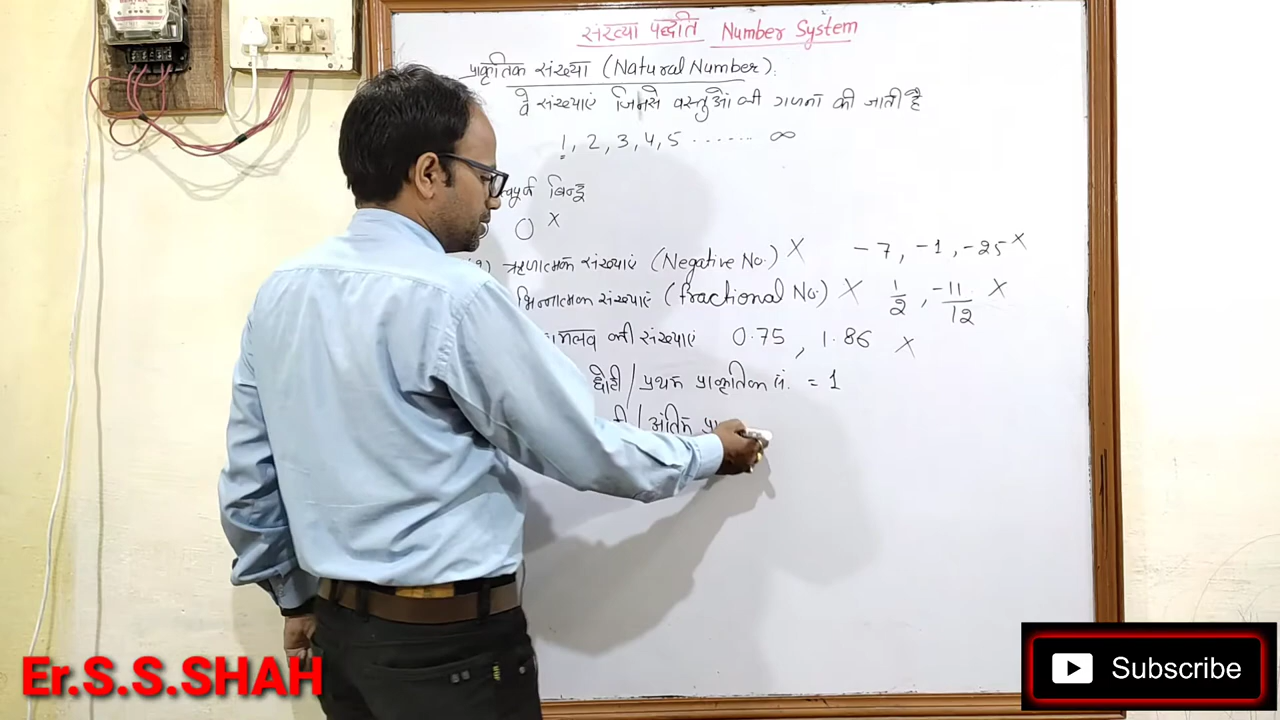 संख्या पद्धति Number System
प्राकृतिक संख्या (Natural Number).
वे संख्याएं जिनसे वस्तुओं की गणना की जाती है
1, 2, 3, 4, 5 ....... ∞
बिन्दू
0 ×
ऋणात्मक संख्याएं (Negative No.) × -7, -1, -25 ×
भिन्नात्मक संख्याएं (fractional No.) × 1/2, -11/12 ×
की संख्याएं 0.75, 1.86 ×
छोटी / प्रथम प्राकृतिक सं. = 1
/ अंतिम
Er.S.S.SHAH
Subscribe